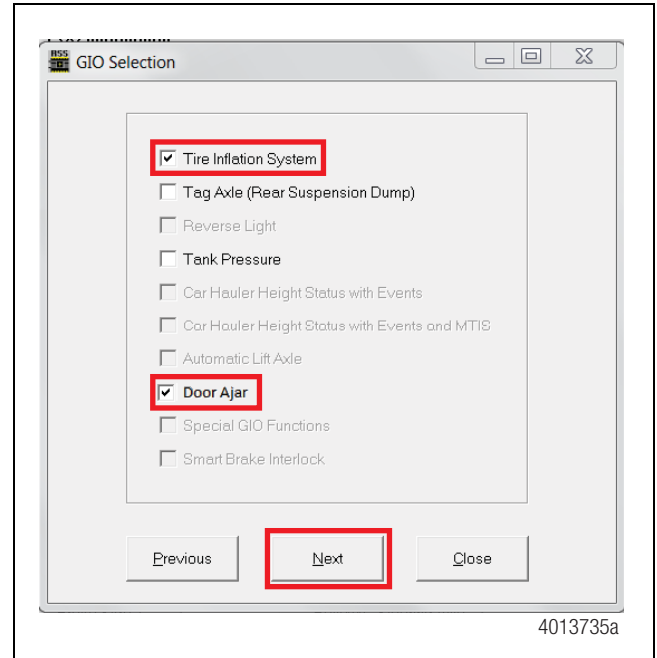 RSS
GIO Selection
Tire Inflation System
Tag Axle (Rear Suspension Dump)
Reverse Light
Tank Pressure
Car Hauler Height Status with Events
Car Hauler Height Status with Events and MTIS
Automatic Lift Axle
Door Ajar
Special GIO Functions
Smart Brake Interlock
Previous Next Close
4013735a